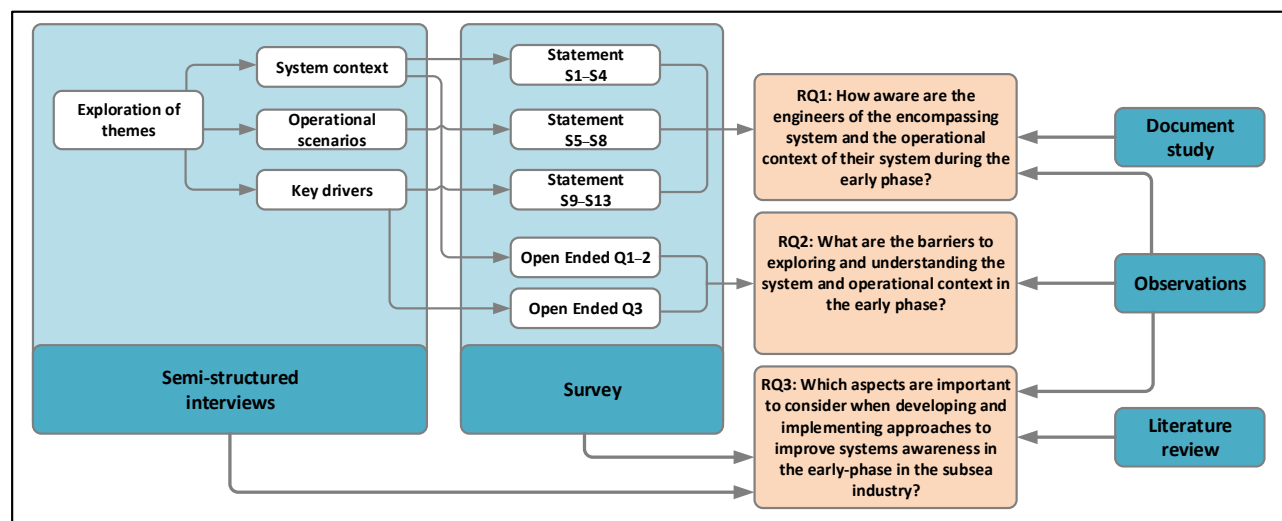 Exploration of
themes
System context
Operational
scenarios
Key drivers
Semi-structured
interviews
Statement
S1–S4
Statement
S5–S8
Statement
S9–S13
Open Ended Q1–2
Open Ended Q3
Survey
RQ1: How aware are the
engineers of the encompassing
system and the operational
context of their system during the
early phase?
RQ2: What are the barriers to
exploring and understanding the
system and operational context in
the early phase?
RQ3: Which aspects are important
to consider when developing and
implementing approaches to
improve systems awareness in
the early-phase in the subsea
industry?
Document
study
Observations
Literature
review